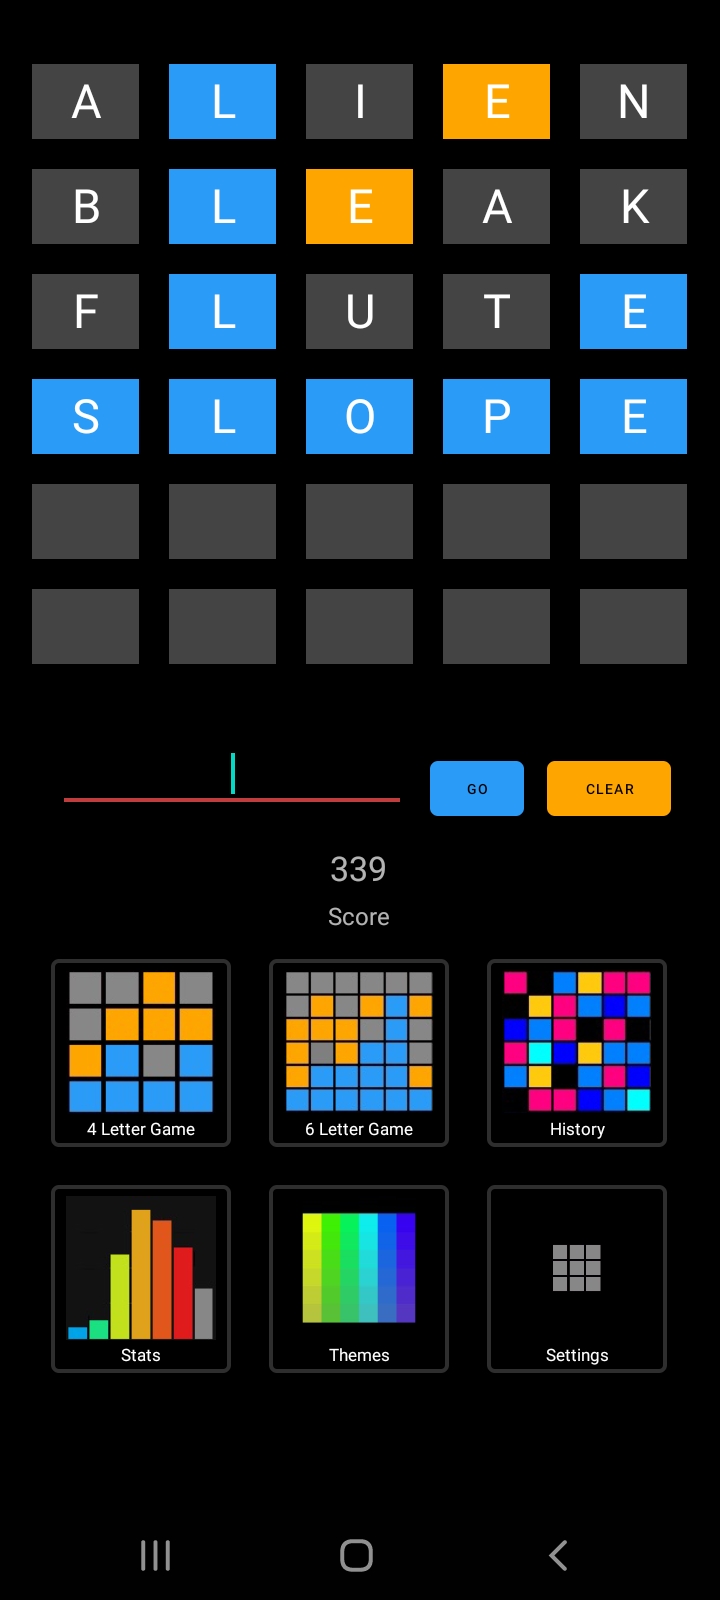 A L I E N
B L E A K
F L U T E
S L O P E
GO CLEAR
339
Score
4 Letter Game 6 Letter Game History
Stats Themes Settings